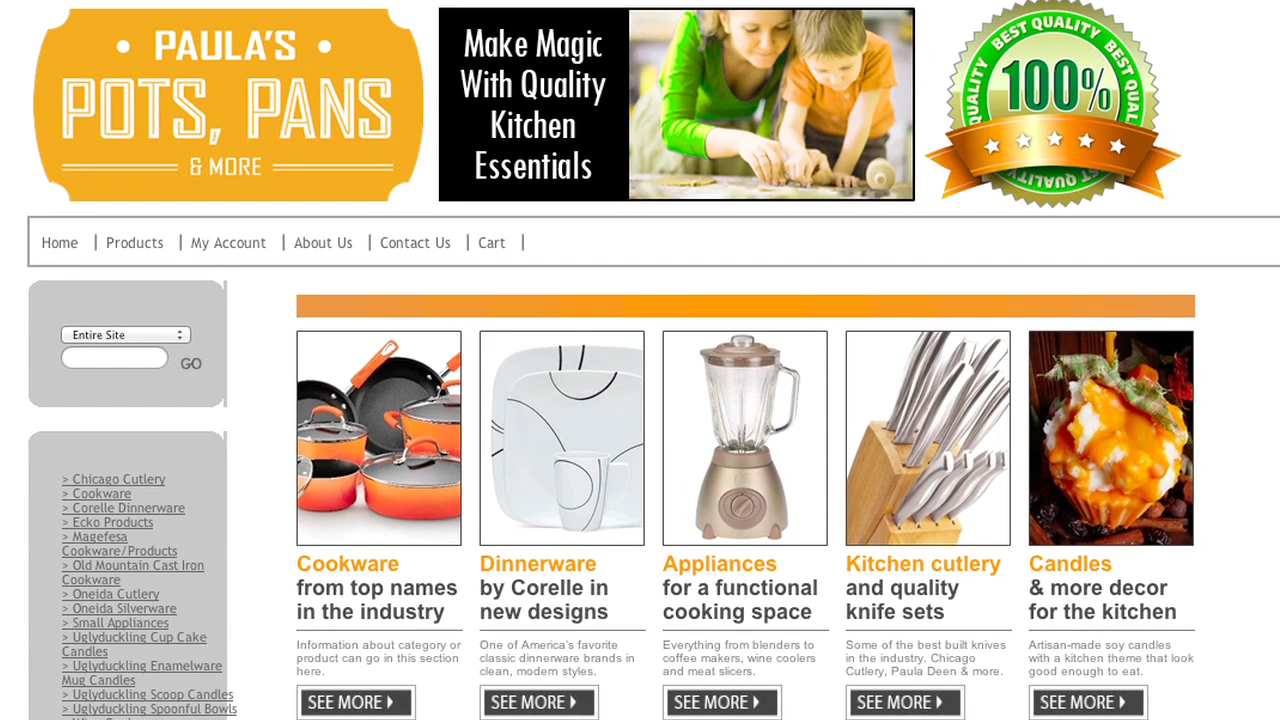 • PAULA'S •
POTS, PANS
& MORE
Make Magic
With Quality
Kitchen
Essentials
BEST QUALITY BEST QUAL
QUALITY
100%
QUALIT
Home | Products | My Account | About Us | Contact Us | Cart |
Entire Site
GO
> Chicago Cutlery
> Cookware
> Corelle Dinnerware
> Ecko Products
> Magefesa
Cookware/Products
> Old Mountain Cast Iron
Cookware
> Oneida Cutlery
> Oneida Silverware
> Small Appliances
> Uglyduckling Cup Cake
Candles
> Uglyduckling Enamelware
Mug Candles
> Uglyduckling Scoop Candles
> Uglyduckling Spoonful Bowls
Cookware
from top names
in the industry
Information about category or
product can go in this section
here.
SEE MORE
Dinnerware
by Corelle in
new designs
One of America's favorite
classic dinnerware brands in
clean, modern styles.
SEE MORE
Appliances
for a functional
cooking space
Everything from blenders to
coffee makers, wine coolers
and meat slicers.
SEE MORE
Kitchen cutlery
and quality
knife sets
Some of the best built knives
in the industry. Chicago
Cutlery, Paula Deen & more.
SEE MORE
Candles
& more decor
for the kitchen
Artisan-made soy candles
with a kitchen theme that look
good enough to eat.
SEE MORE